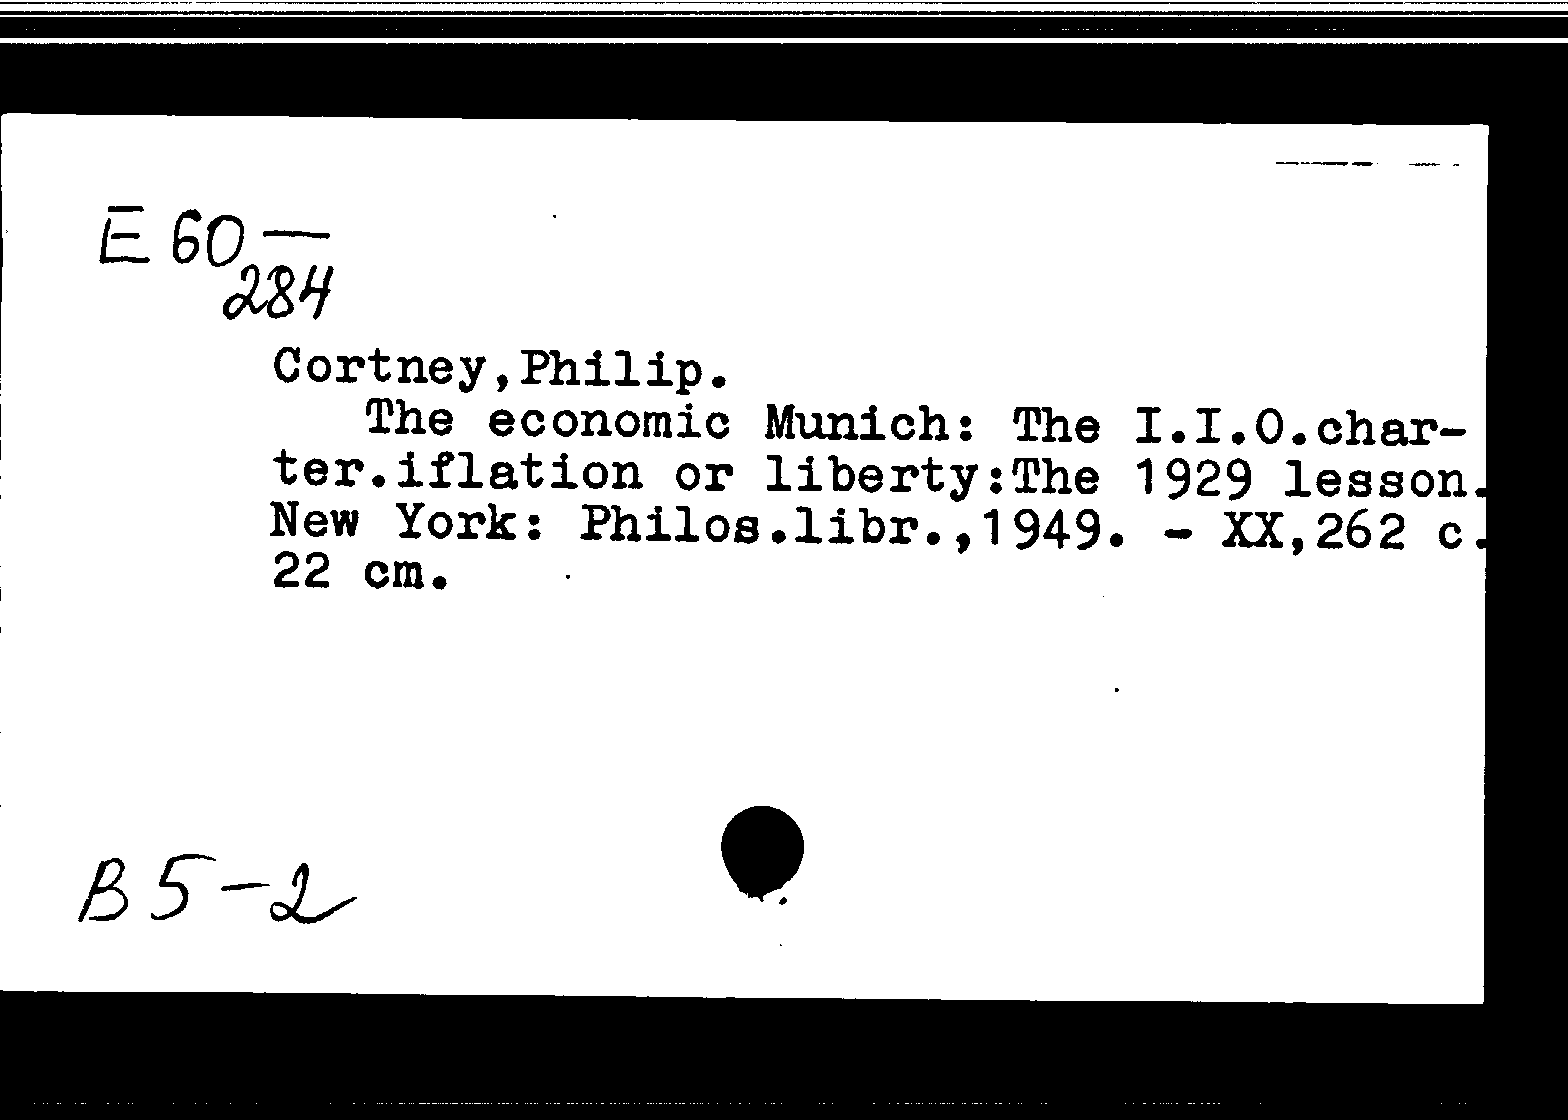 E 60—
284
Cortney,Philip.
The economic Munich: The I.I.O.char-
ter.iflation or liberty:The 1929 lesson.
New York: Philos.libr.,1949. - XX,262 c.
22 cm.
B 5-2